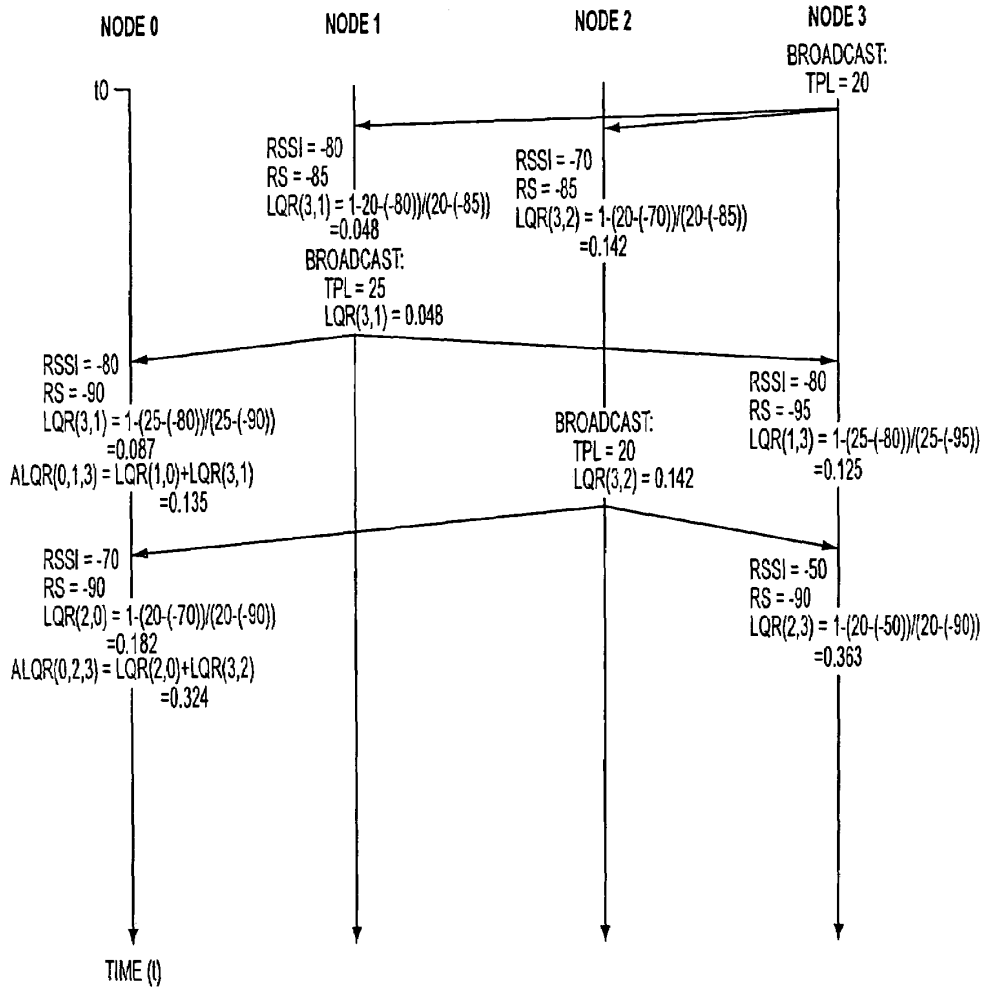 NODE 0
NODE 1
NODE 2
NODE 3
BROADCAST:
TPL = 20
t0
RSSI = -80
RS = -85
LQR(3,1) = 1-20-(-80))/(20-(-85))
=0.048
BROADCAST:
TPL = 25
LQR(3,1) = 0.048
RSSI = -70
RS = -85
LQR(3,2) = 1-(20-(-70))/(20-(-85))
=0.142
RSSI = -80
RS = -90
LQR(3,1) = 1-(25-(-80))/(25-(-90))
=0.087
ALQR(0,1,3) = LQR(1,0)+LQR(3,1)
=0.135
BROADCAST:
TPL = 20
LQR(3,2) = 0.142
RSSI = -80
RS = -95
LQR(1,3) = 1-(25-(-80))/(25-(-95))
=0.125
RSSI = -70
RS = -90
LQR(2,0) = 1-(20-(-70))/(20-(-90))
=0.182
ALQR(0,2,3) = LQR(2,0)+LQR(3,2)
=0.324
RSSI = -50
RS = -90
LQR(2,3) = 1-(20-(-50))/(20-(-90))
=0.363
TIME (t)